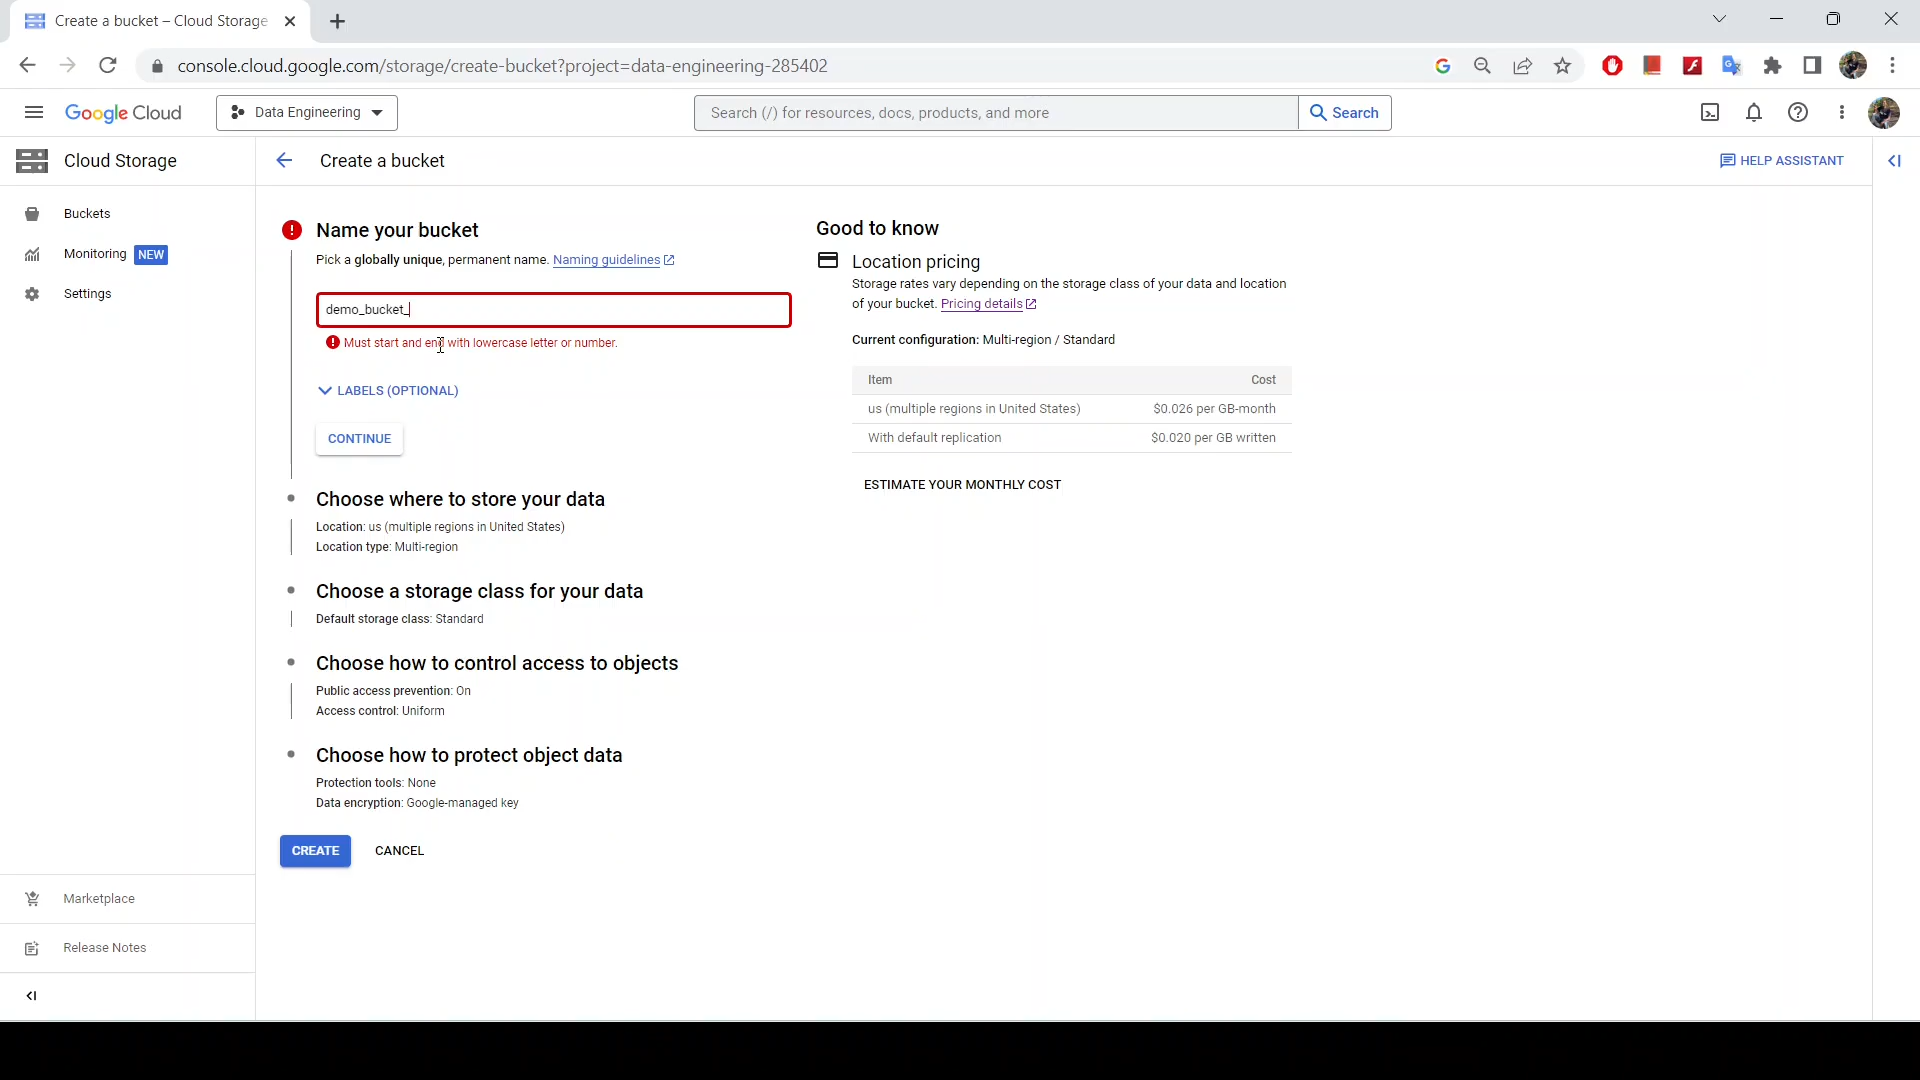 Create a bucket – Cloud Storage
console.cloud.google.com/storage/create-bucket?project=data-engineering-285402
Google Cloud
Data Engineering
Search (/) for resources, docs, products, and more
Search
Cloud Storage
Create a bucket
HELP ASSISTANT
Buckets
Monitoring NEW
Settings
Name your bucket
Pick a globally unique, permanent name. Naming guidelines
demo_bucket_
Must start and end with lowercase letter or number.
LABELS (OPTIONAL)
CONTINUE
Choose where to store your data
Location: us (multiple regions in United States)
Location type: Multi-region
Choose a storage class for your data
Default storage class: Standard
Choose how to control access to objects
Public access prevention: On
Access control: Uniform
Choose how to protect object data
Protection tools: None
Data encryption: Google-managed key
CREATE
CANCEL
Good to know
Location pricing
Storage rates vary depending on the storage class of your data and location
of your bucket. Pricing details
Current configuration: Multi-region / Standard
Item Cost
us (multiple regions in United States) $0.026 per GB-month
With default replication $0.020 per GB written
ESTIMATE YOUR MONTHLY COST
Marketplace
Release Notes